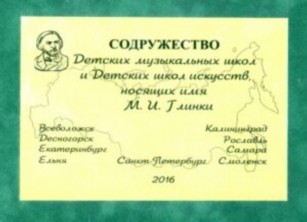 СОДРУЖЕСТВО
Детских музыкальных школ
и Детских школ искусств,
носящих имя
М. И. Глинки
Всеволожск Калининград
Десногорск Рославль
Екатеринбург Самара
Ельня Санкт-Петербург Смоленск
2016